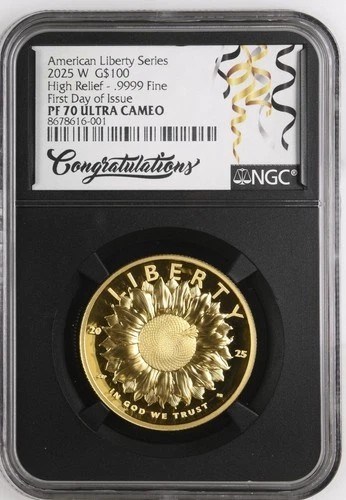 American Liberty Series
2025 W G$100
High Relief - .9999 Fine
First Day of Issue
PF 70 ULTRA CAMEO
8678616-001
Congratulations
NGC®
LIBERTY
20 25
IN GOD WE TRUST